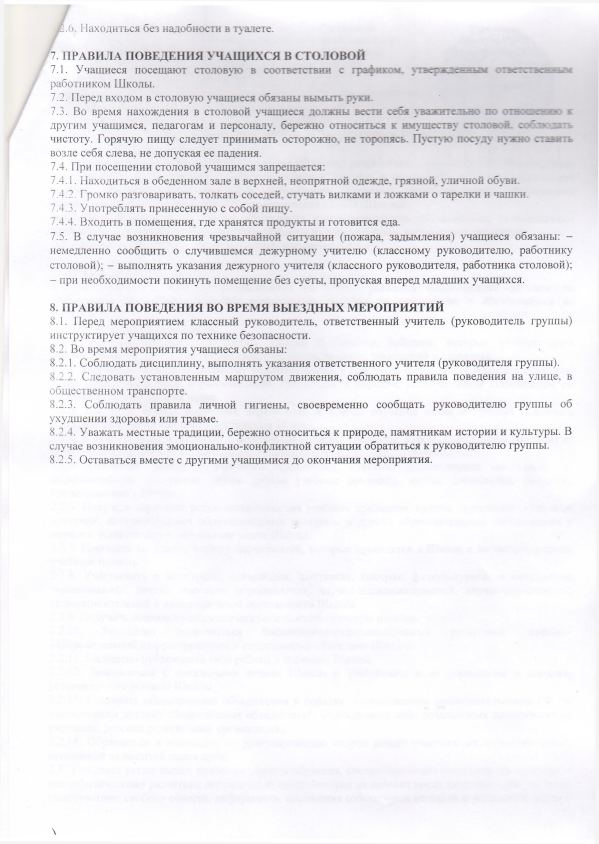 .2.6. Находиться без надобности в туалете.
7. ПРАВИЛА ПОВЕДЕНИЯ УЧАЩИХСЯ В СТОЛОВОЙ
7.1. Учащиеся посещают столовую в соответствии с графиком, утвержденным ответственным
работником Школы.
7.2. Перед входом в столовую учащиеся обязаны вымыть руки.
7.3. Во время нахождения в столовой учащиеся должны вести себя уважительно по отношению к
другим учащимся, педагогам и персоналу, бережно относиться к имуществу столовой, соблюдать
чистоту. Горячую пищу следует принимать осторожно, не торопясь. Пустую посуду нужно ставить
возле себя слева, не допуская ее падения.
7.4. При посещении столовой учащимся запрещается:
7.4.1. Находиться в обеденном зале в верхней, неопрятной одежде, грязной, уличной обуви.
7.4.2. Громко разговаривать, толкать соседей, стучать вилками и ложками о тарелки и чашки.
7.4.3. Употреблять принесенную с собой пищу.
7.4.4. Входить в помещения, где хранятся продукты и готовится еда.
7.5. В случае возникновения чрезвычайной ситуации (пожара, задымления) учащиеся обязаны: –
немедленно сообщить о случившемся дежурному учителю (классному руководителю, работнику
столовой); – выполнять указания дежурного учителя (классного руководителя, работника столовой);
– при необходимости покинуть помещение без суеты, пропуская вперед младших учащихся.
8. ПРАВИЛА ПОВЕДЕНИЯ ВО ВРЕМЯ ВЫЕЗДНЫХ МЕРОПРИЯТИЙ
8.1. Перед мероприятием классный руководитель, ответственный учитель (руководитель группы)
инструктирует учащихся по технике безопасности.
8.2. Во время мероприятия учащиеся обязаны:
8.2.1. Соблюдать дисциплину, выполнять указания ответственного учителя (руководителя группы).
8.2.2. Следовать установленным маршрутом движения, соблюдать правила поведения на улице, в
общественном транспорте.
8.2.3. Соблюдать правила личной гигиены, своевременно сообщать руководителю группы об
ухудшении здоровья или травме.
8.2.4. Уважать местные традиции, бережно относиться к природе, памятникам истории и культуры. В
случае возникновения эмоционально-конфликтной ситуации обратиться к руководителю группы.
8.2.5. Оставаться вместе с другими учащимися до окончания мероприятия.